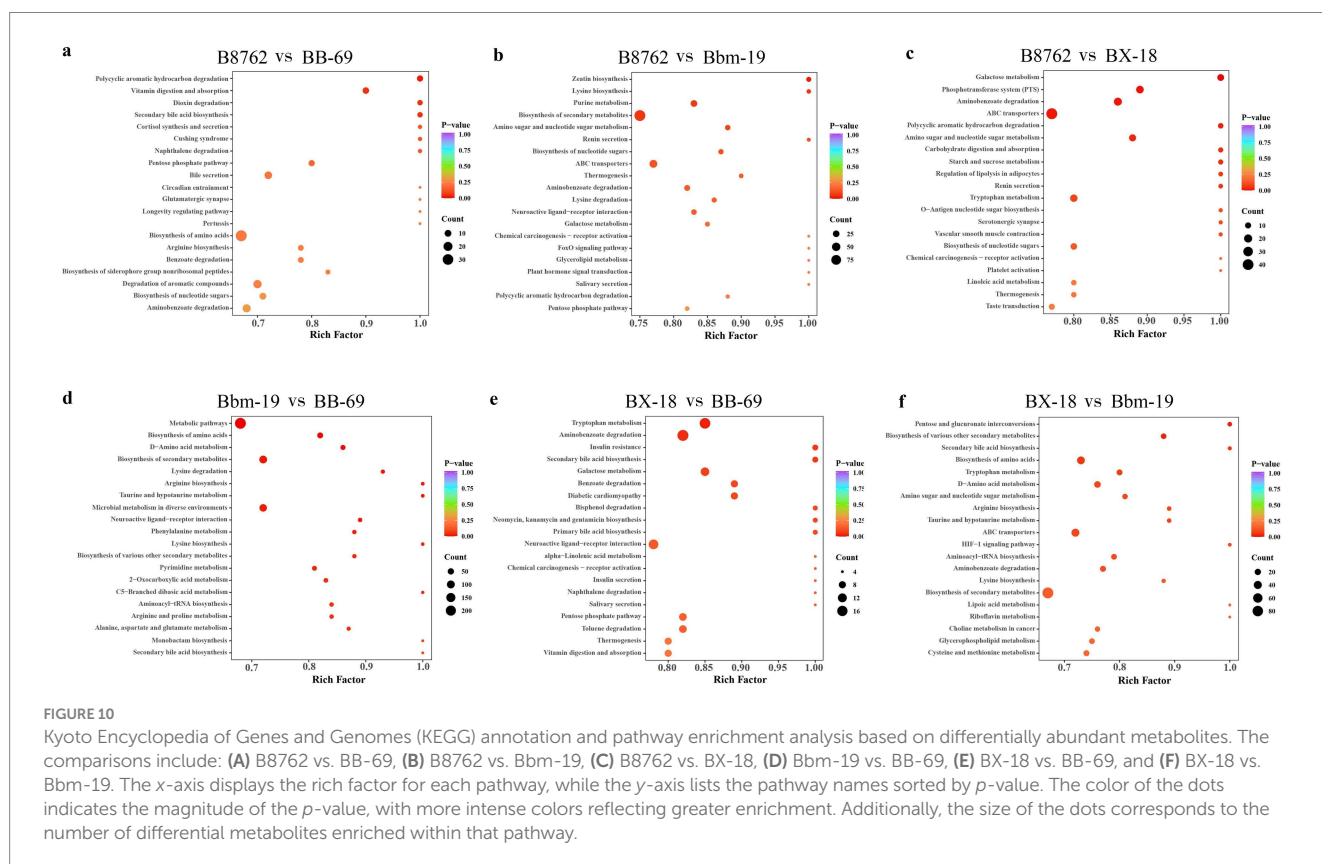 a
B8762 vs BB-69
Polycyclic aromatic hydrocarbon degradation
Vitamin digestion and absorption
Dioxin degradation
Secondary bile acid biosynthesis
Cortisol synthesis and secretion
Cushing syndrome
Naphthalene degradation
Pentose phosphate pathway
Bile secretion
Circadian entrainment
Glutamatergic synapse
Longevity regulating pathway
Pertussis
Biosynthesis of amino acids
Arginine biosynthesis
Benzoate degradation
Biosynthesis of siderophore group nonribosomal peptides
Degradation of aromatic compounds
Biosynthesis of nucleotide sugars
Aminobenzoate degradation
0.7 0.8 0.9 1.0
Rich Factor
P-value
1.00
0.75
0.50
0.25
0.00
Count
10
20
30
b
B8762 vs Bbm-19
Zeatin biosynthesis
Lysine biosynthesis
Purine metabolism
Biosynthesis of secondary metabolites
Amino sugar and nucleotide sugar metabolism
Renin secretion
Biosynthesis of nucleotide sugars
ABC transporters
Thermogenesis
Aminobenzoate degradation
Lysine degradation
Neuroactive ligand-receptor interaction
Galactose metabolism
Chemical carcinogenesis - receptor activation
FoxO signaling pathway
Glycerolipid metabolism
Plant hormone signal transduction
Salivary secretion
Polycyclic aromatic hydrocarbon degradation
Pentose phosphate pathway
0.75 0.80 0.85 0.90 0.95 1.00
Rich Factor
P-value
1.00
0.75
0.50
0.25
0.00
Count
25
50
75
c
B8762 vs BX-18
Galactose metabolism
Phosphotransferase system (PTS)
Aminobenzoate degradation
ABC transporters
Polycyclic aromatic hydrocarbon degradation
Amino sugar and nucleotide sugar metabolism
Carbohydrate digestion and absorption
Starch and sucrose metabolism
Regulation of lipolysis in adipocytes
Renin secretion
Tryptophan metabolism
O-Antigen nucleotide sugar biosynthesis
Serotonergic synapse
Vascular smooth muscle contraction
Biosynthesis of nucleotide sugars
Chemical carcinogenesis - receptor activation
Platelet activation
Linoleic acid metabolism
Thermogenesis
Taste transduction
0.80 0.85 0.90 0.95 1.00
Rich Factor
P-value
1.00
0.75
0.50
0.25
0.00
Count
10
20
30
40
d
Bbm-19 vs BB-69
Metabolic pathways
Biosynthesis of amino acids
D-Amino acid metabolism
Biosynthesis of secondary metabolites
Lysine degradation
Arginine biosynthesis
Taurine and hypotaurine metabolism
Microbial metabolism in diverse environments
Neuroactive ligand-receptor interaction
Phenylalanine metabolism
Lysine biosynthesis
Biosynthesis of various other secondary metabolites
Pyrimidine metabolism
2-Oxocarboxylic acid metabolism
C5-Branched dibasic acid metabolism
Aminoacyl-tRNA biosynthesis
Arginine and proline metabolism
Alanine, aspartate and glutamate metabolism
Monobactam biosynthesis
Secondary bile acid biosynthesis
0.7 0.8 0.9 1.0
Rich Factor
P-value
1.00
0.75
0.50
0.25
0.00
Count
50
100
150
200
e
BX-18 vs BB-69
Tryptophan metabolism
Aminobenzoate degradation
Insulin resistance
Secondary bile acid biosynthesis
Galactose metabolism
Benzoate degradation
Diabetic cardiomyopathy
Bisphenol degradation
Neomycin, kanamycin and gentamicin biosynthesis
Primary bile acid biosynthesis
Neuroactive ligand-receptor interaction
alpha-Linolenic acid metabolism
Chemical carcinogenesis - receptor activation
Insulin secretion
Naphthalene degradation
Salivary secretion
Pentose phosphate pathway
Toluene degradation
Thermogenesis
Vitamin digestion and absorption
0.80 0.85 0.90 0.95 1.00
Rich Factor
P-value
1.00
0.75
0.50
0.25
0.00
Count
4
8
12
16
f
BX-18 vs Bbm-19
Pentose and glucuronate interconversions
Biosynthesis of various other secondary metabolites
Secondary bile acid biosynthesis
Biosynthesis of amino acids
Tryptophan metabolism
D-Amino acid metabolism
Amino sugar and nucleotide sugar metabolism
Arginine biosynthesis
Taurine and hypotaurine metabolism
ABC transporters
HIF-1 signaling pathway
Aminoacyl-tRNA biosynthesis
Aminobenzoate degradation
Lysine biosynthesis
Biosynthesis of secondary metabolites
Lipoic acid metabolism
Riboflavin metabolism
Choline metabolism in cancer
Glycerophospholipid metabolism
Cysteine and methionine metabolism
0.7 0.8 0.9 1.0
Rich Factor
P-value
1.00
0.75
0.50
0.25
0.00
Count
20
40
60
80
FIGURE 10
Kyoto Encyclopedia of Genes and Genomes (KEGG) annotation and pathway enrichment analysis based on differentially abundant metabolites. The
comparisons include: (A) B8762 vs. BB-69, (B) B8762 vs. Bbm-19, (C) B8762 vs. BX-18, (D) Bbm-19 vs. BB-69, (E) BX-18 vs. BB-69, and (F) BX-18 vs.
Bbm-19. The x-axis displays the rich factor for each pathway, while the y-axis lists the pathway names sorted by p-value. The color of the dots
indicates the magnitude of the p-value, with more intense colors reflecting greater enrichment. Additionally, the size of the dots corresponds to the
number of differential metabolites enriched within that pathway.